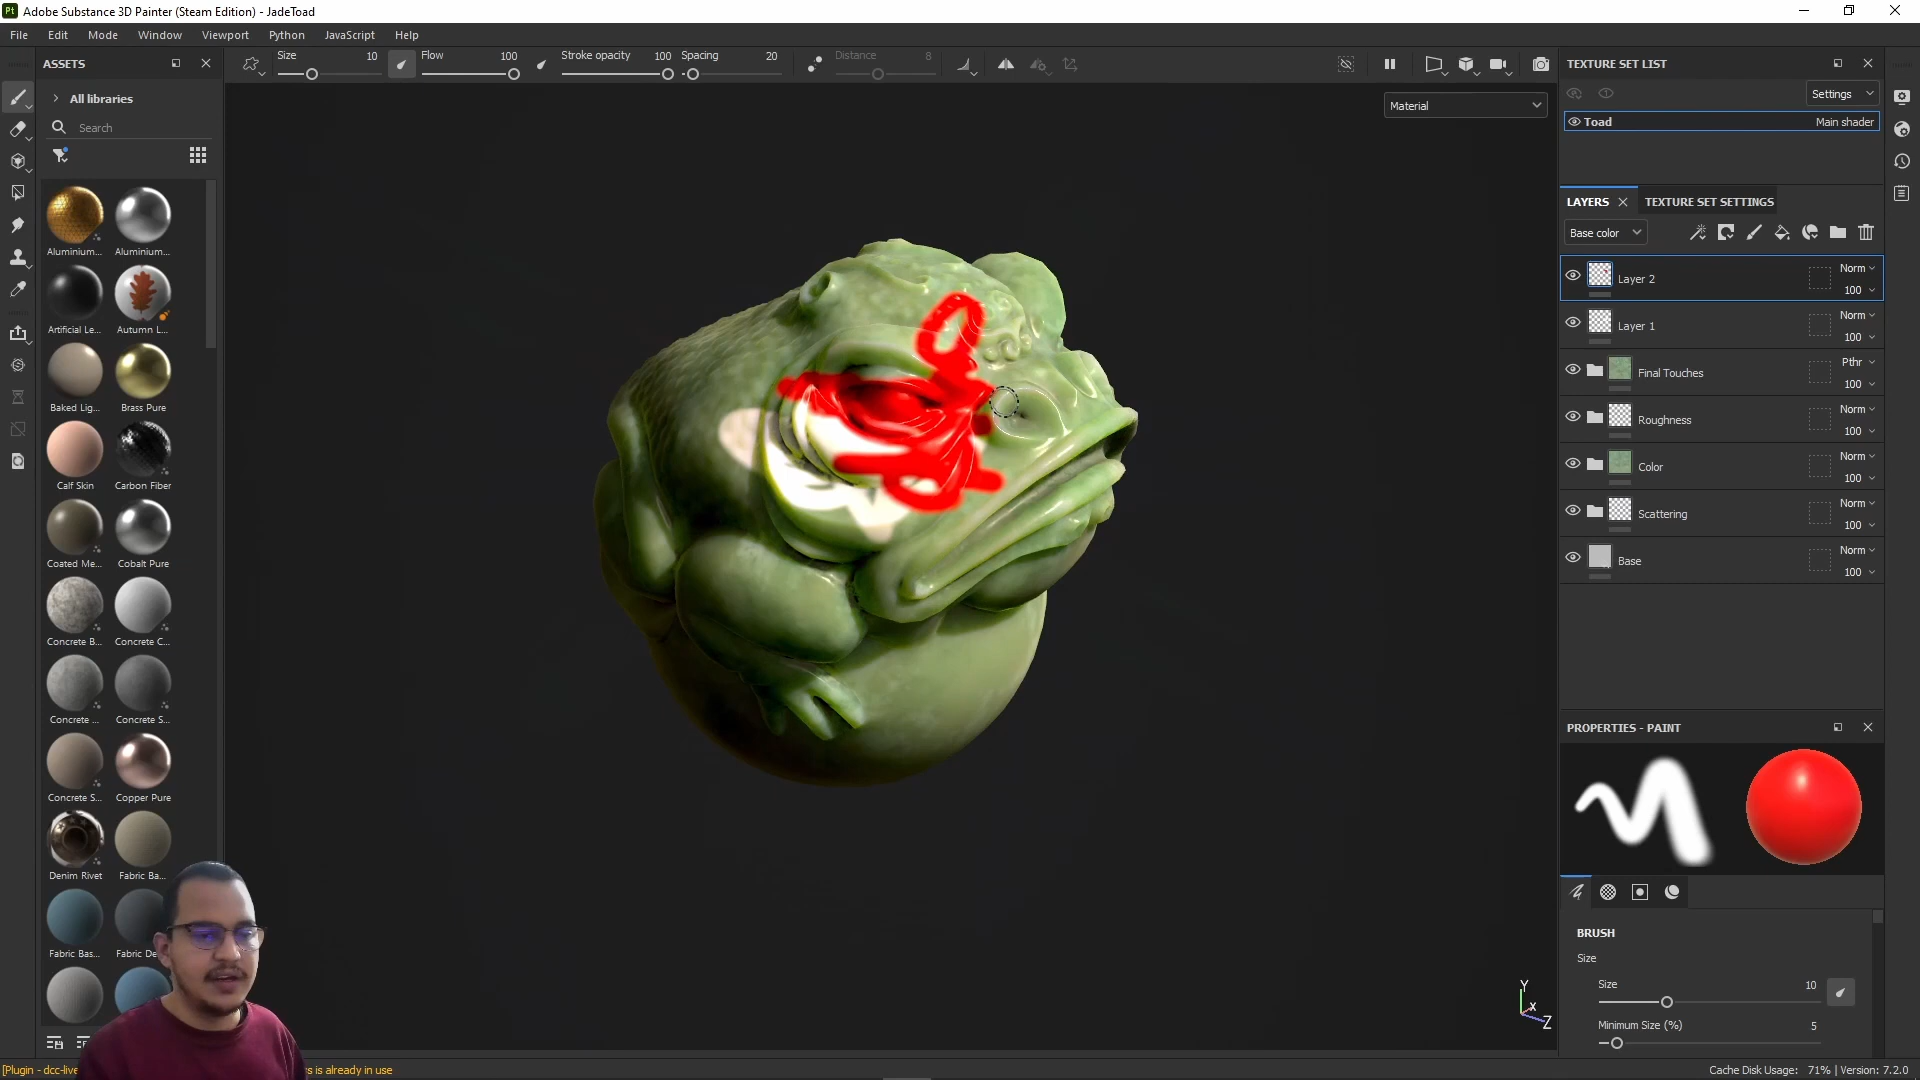 Pt Adobe Substance 3D Painter (Steam Edition) - JadeToad
File Edit Mode Window Viewport Python JavaScript Help
ASSETS
All libraries
Search
Aluminium... Aluminium...
Artificial Le... Autumn L...
Baked Lig... Brass Pure
Calf Skin Carbon Fiber
Coated Me... Cobalt Pure
Concrete B... Concrete C...
Concrete ... Concrete S...
Concrete S... Copper Pure
Denim Rivet Fabric Ba...
Fabric Bas... Fabric De
[Plugin - dcc-live
s is already in use
Size 10 Flow 100 Stroke opacity 100 Spacing 20 Distance 8
Material
Y
X
Z
TEXTURE SET LIST
Settings
Toad Main shader
LAYERS TEXTURE SET SETTINGS
Base color
Layer 2 Norm 100
Layer 1 Norm 100
Final Touches Pthr 100
Roughness Norm 100
Color Norm 100
Scattering Norm 100
Base Norm 100
PROPERTIES - PAINT
BRUSH
Size
Size 10
Minimum Size (%) 5
Cache Disk Usage: 71% | Version: 7.2.0